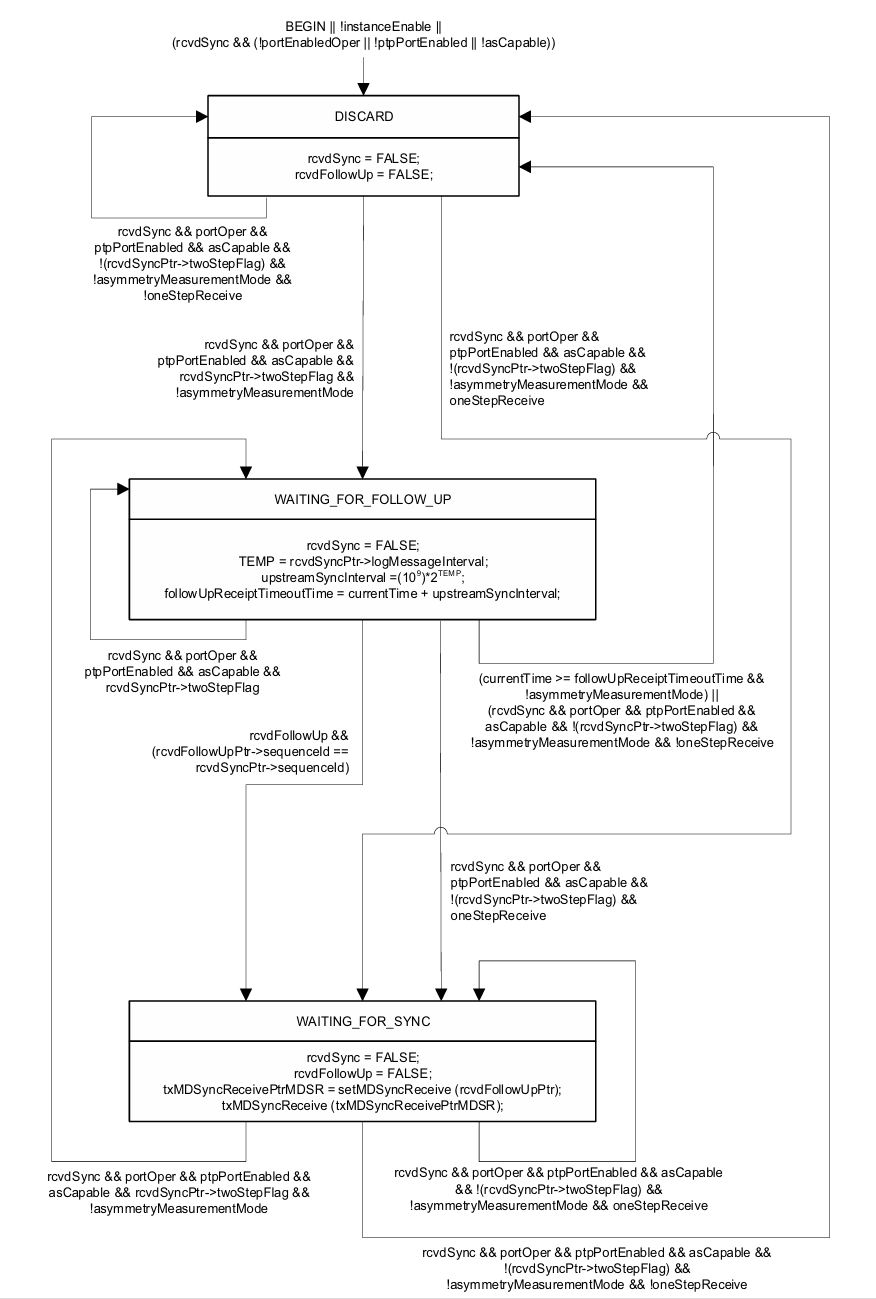 BEGIN || !instanceEnable ||
(rcvdSync && (!portEnabledOper || !ptpPortEnabled || !asCapable))
DISCARD
rcvdSync = FALSE;
rcvdFollowUp = FALSE;
rcvdSync && portOper &&
ptpPortEnabled && asCapable &&
!(rcvdSyncPtr->twoStepFlag) &&
!asymmetryMeasurementMode &&
!oneStepReceive
rcvdSync && portOper &&
ptpPortEnabled && asCapable &&
rcvdSyncPtr->twoStepFlag &&
!asymmetryMeasurementMode
rcvdSync && portOper &&
ptpPortEnabled && asCapable &&
!(rcvdSyncPtr->twoStepFlag) &&
!asymmetryMeasurementMode &&
oneStepReceive
WAITING_FOR_FOLLOW_UP
rcvdSync = FALSE;
TEMP = rcvdSyncPtr->logMessageInterval;
upstreamSyncInterval =(10⁹)*2ᵀᴱᴹᴾ;
followUpReceiptTimeoutTime = currentTime + upstreamSyncInterval;
rcvdSync && portOper &&
ptpPortEnabled && asCapable &&
rcvdSyncPtr->twoStepFlag
(currentTime >= followUpReceiptTimeoutTime &&
!asymmetryMeasurementMode) ||
(rcvdSync && portOper && ptpPortEnabled &&
asCapable && !(rcvdSyncPtr->twoStepFlag) &&
!asymmetryMeasurementMode && !oneStepReceive
rcvdFollowUp &&
(rcvdFollowUpPtr->sequenceId ==
rcvdSyncPtr->sequenceId)
rcvdSync && portOper &&
ptpPortEnabled && asCapable &&
!(rcvdSyncPtr->twoStepFlag) &&
oneStepReceive
WAITING_FOR_SYNC
rcvdSync = FALSE;
rcvdFollowUp = FALSE;
txMDSyncReceivePtrMDSR = setMDSyncReceive (rcvdFollowUpPtr);
txMDSyncReceive (txMDSyncReceivePtrMDSR);
rcvdSync && portOper && ptpPortEnabled &&
asCapable && rcvdSyncPtr->twoStepFlag &&
!asymmetryMeasurementMode
rcvdSync && portOper && ptpPortEnabled && asCapable
&& !(rcvdSyncPtr->twoStepFlag) &&
!asymmetryMeasurementMode && oneStepReceive
rcvdSync && portOper && ptpPortEnabled && asCapable &&
!(rcvdSyncPtr->twoStepFlag) &&
!asymmetryMeasurementMode && !oneStepReceive